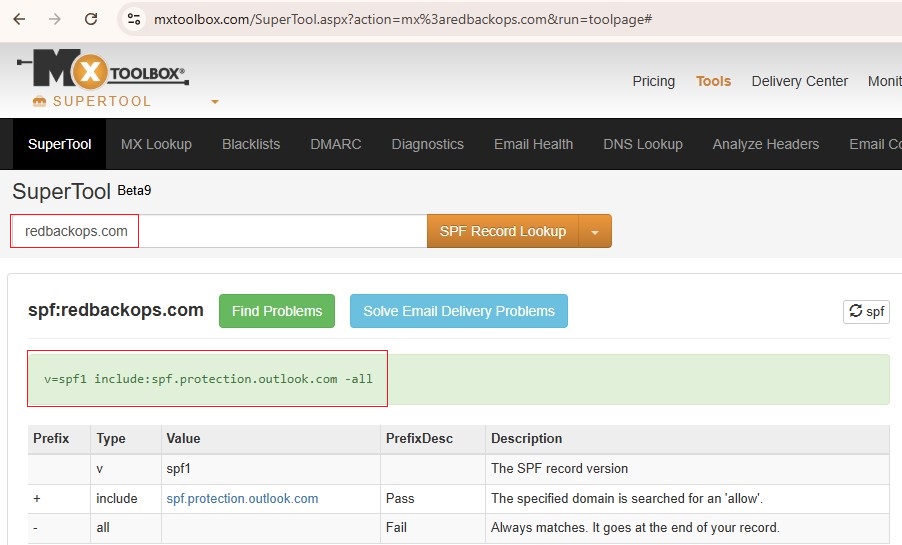 mxtoolbox.com/SuperTool.aspx?action=mx%3aredbackops.com&run=toolpage#
MX TOOLBOX®
SUPERTOOL
Pricing Tools Delivery Center Monit
SuperTool MX Lookup Blacklists DMARC Diagnostics Email Health DNS Lookup Analyze Headers Email Co
SuperTool Beta9
redbackops.com SPF Record Lookup
spf:redbackops.com Find Problems Solve Email Delivery Problems spf
v=spf1 include:spf.protection.outlook.com -all
Prefix Type Value PrefixDesc Description
v spf1 The SPF record version
+ include spf.protection.outlook.com Pass The specified domain is searched for an 'allow'.
- all Fail Always matches. It goes at the end of your record.